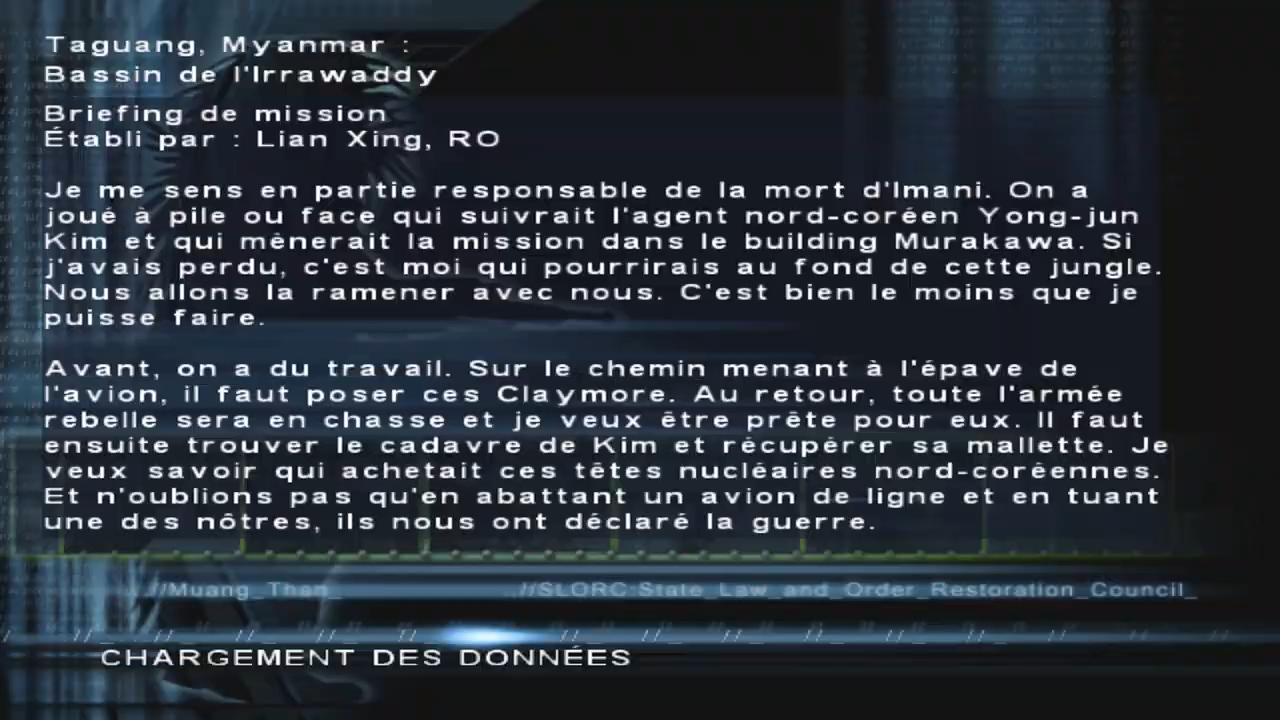 Taguang, Myanmar :
Bassin de l'Irrawaddy
Briefing de mission
Établi par : Lian Xing, RO
Je me sens en partie responsable de la mort d'Imani. On a
joué à pile ou face qui suivrait l'agent nord-coréen Yong-jun
Kim et qui mènerait la mission dans le building Murakawa. Si
j'avais perdu, c'est moi qui pourrirais au fond de cette jungle.
Nous allons la ramener avec nous. C'est bien le moins que je
puisse faire.
Avant, on a du travail. Sur le chemin menant à l'épave de
l'avion, il faut poser ces Claymore. Au retour, toute l'armée
rebelle sera en chasse et je veux être prête pour eux. Il faut
ensuite trouver le cadavre de Kim et récupérer sa mallette. Je
veux savoir qui achetait ces têtes nucléaires nord-coréennes.
Et n'oublions pas qu'en abattant un avion de ligne et en tuant
une des nôtres, ils nous ont déclaré la guerre.
//Muang_Than_ //SLORC:State_Law_and_Order_Restoration_Council_
CHARGEMENT DES DONNÉES